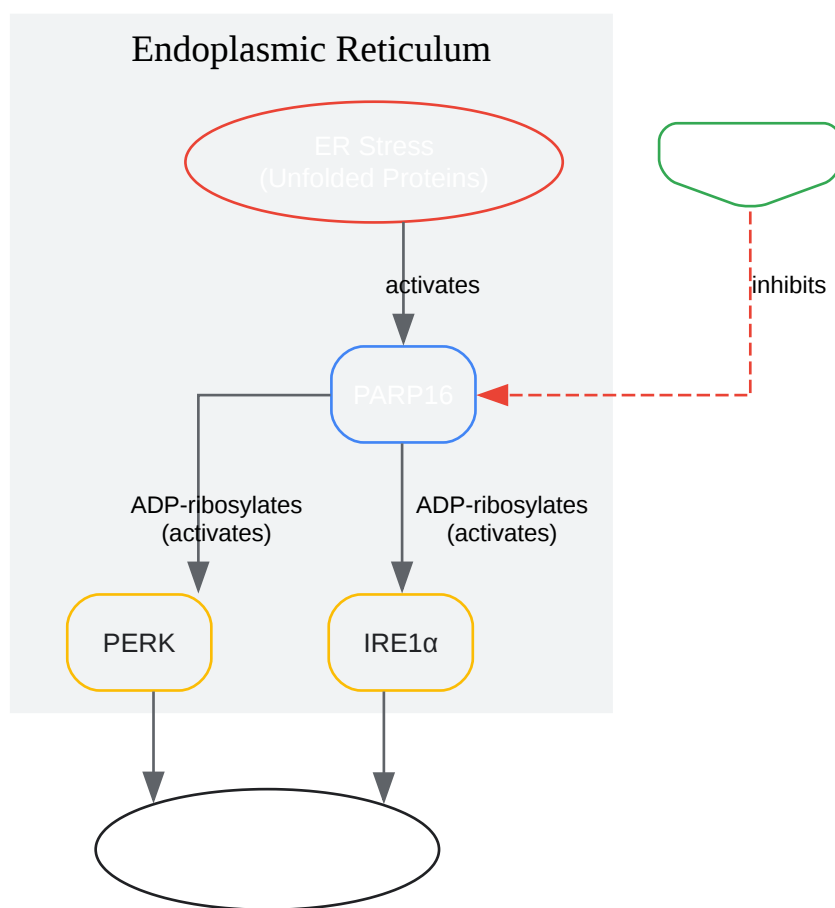 Endoplasmic Reticulum
ER Stress
(Unfolded Proteins)
activates
inhibits
PARP16
ADP-ribosylates
(activates)
ADP-ribosylates
(activates)
PERK
IRE1α